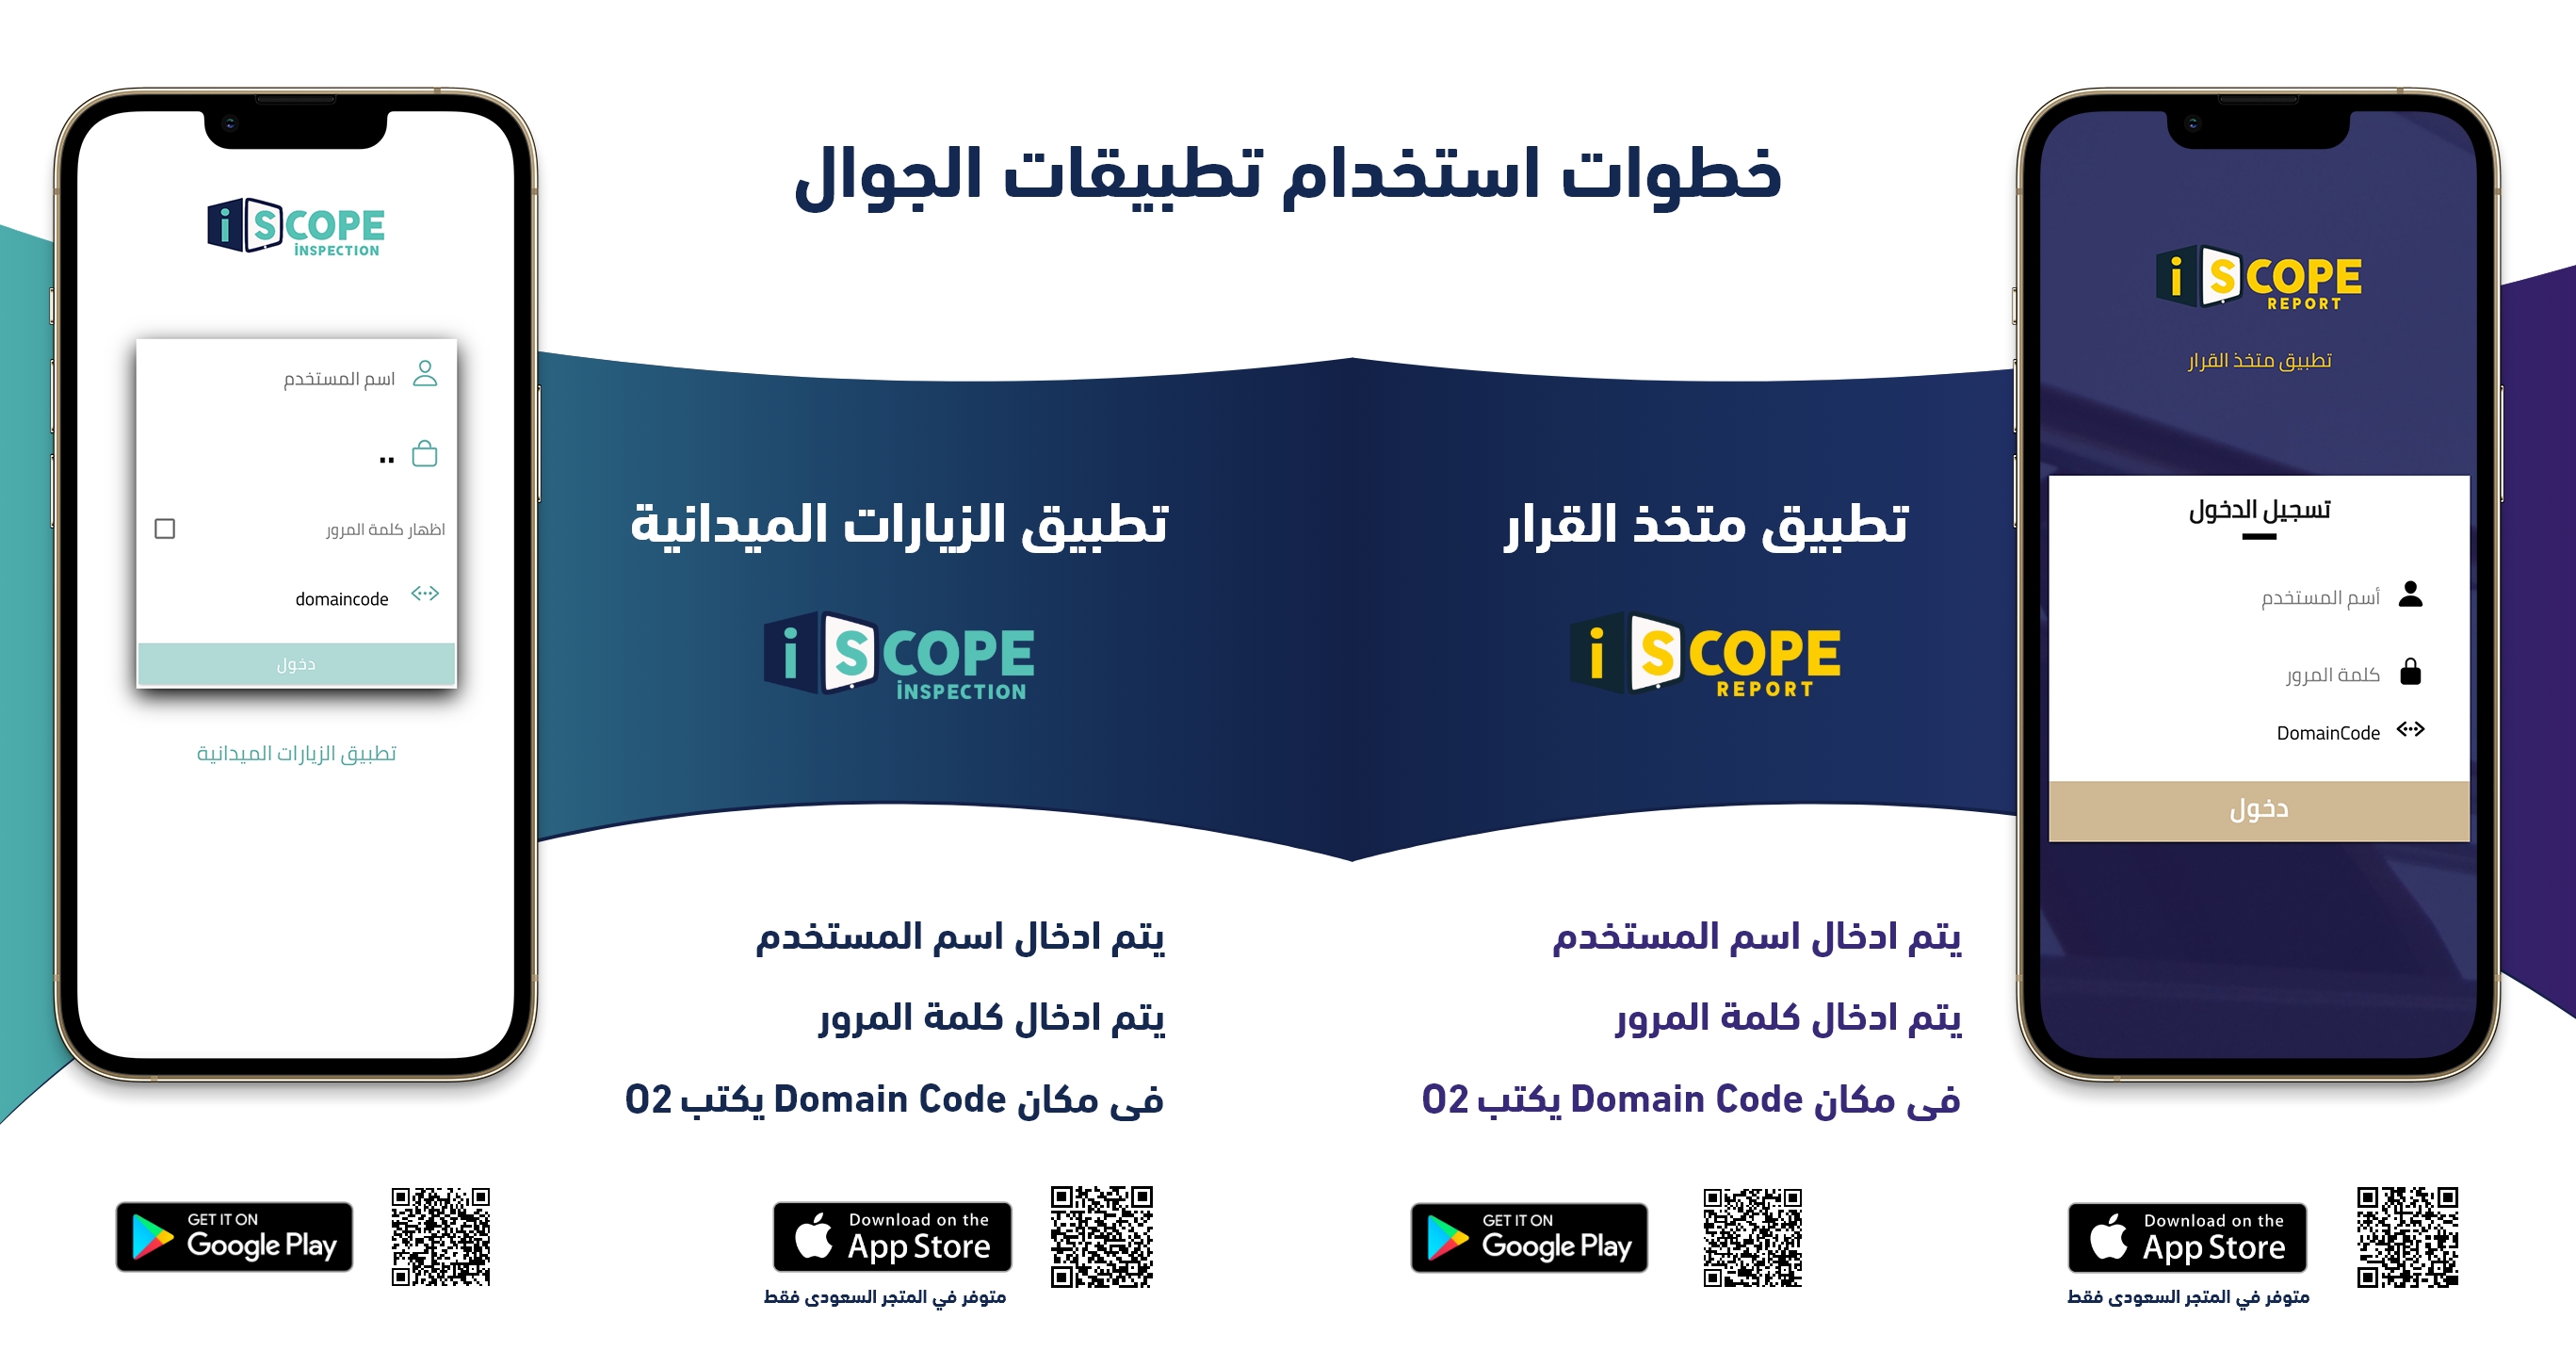 خطوات استخدام تطبيقات الجوال
iSCOPE
REPORT
تطبيق متخذ القرار
تسجيل الدخول
أسم المستخدم
كلمة المرور
DomainCode
دخول
تطبيق متخذ القرار
iSCOPE
REPORT
يتم ادخال اسم المستخدم
يتم ادخال كلمة المرور
فى مكان Domain Code يكتب O2
Download on the
App Store
متوفر في المتجر السعودى فقط
GET IT ON
Google Play
تطبيق الزيارات الميدانية
iSCOPE
iNSPECTION
يتم ادخال اسم المستخدم
يتم ادخال كلمة المرور
فى مكان Domain Code يكتب O2
Download on the
App Store
متوفر في المتجر السعودى فقط
GET IT ON
Google Play
iSCOPE
iNSPECTION
اسم المستخدم
..
اظهار كلمة المرور
domaincode
دخول
تطبيق الزيارات الميدانية